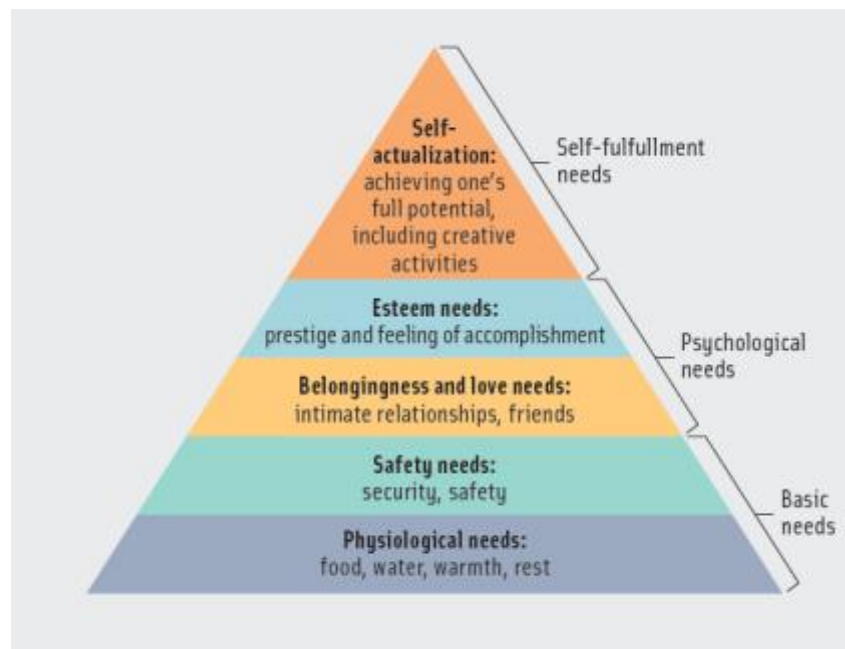 Self-
actualization:
achieving one's
full potential,
including creative
activities
Self-fulfullment
needs
Esteem needs:
prestige and feeling of accomplishment
Psychological
needs
Belongingness and love needs:
intimate relationships, friends
Safety needs:
security, safety
Basic
needs
Physiological needs:
food, water, warmth, rest